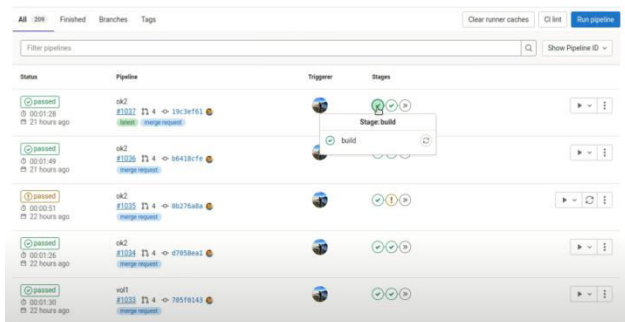 All 209 Finished Branches Tags Clear runner caches CI lint Run pipeline
Filter pipelines Show Pipeline ID
Status Pipeline Triggerer Stages
passed ok2
00:01:28 #1037 4 19c3ef61
21 hours ago latest merge request
Stage: build
build
passed ok2
00:01:49 #1036 4 b6418cfe
21 hours ago merge request
passed ok2
00:00:51 #1035 4 8b276a8a
22 hours ago merge request
passed ok2
00:01:26 #1034 4 d7858ea1
22 hours ago merge request
passed vol1
00:01:30 #1033 4 785f0143
22 hours ago merge request